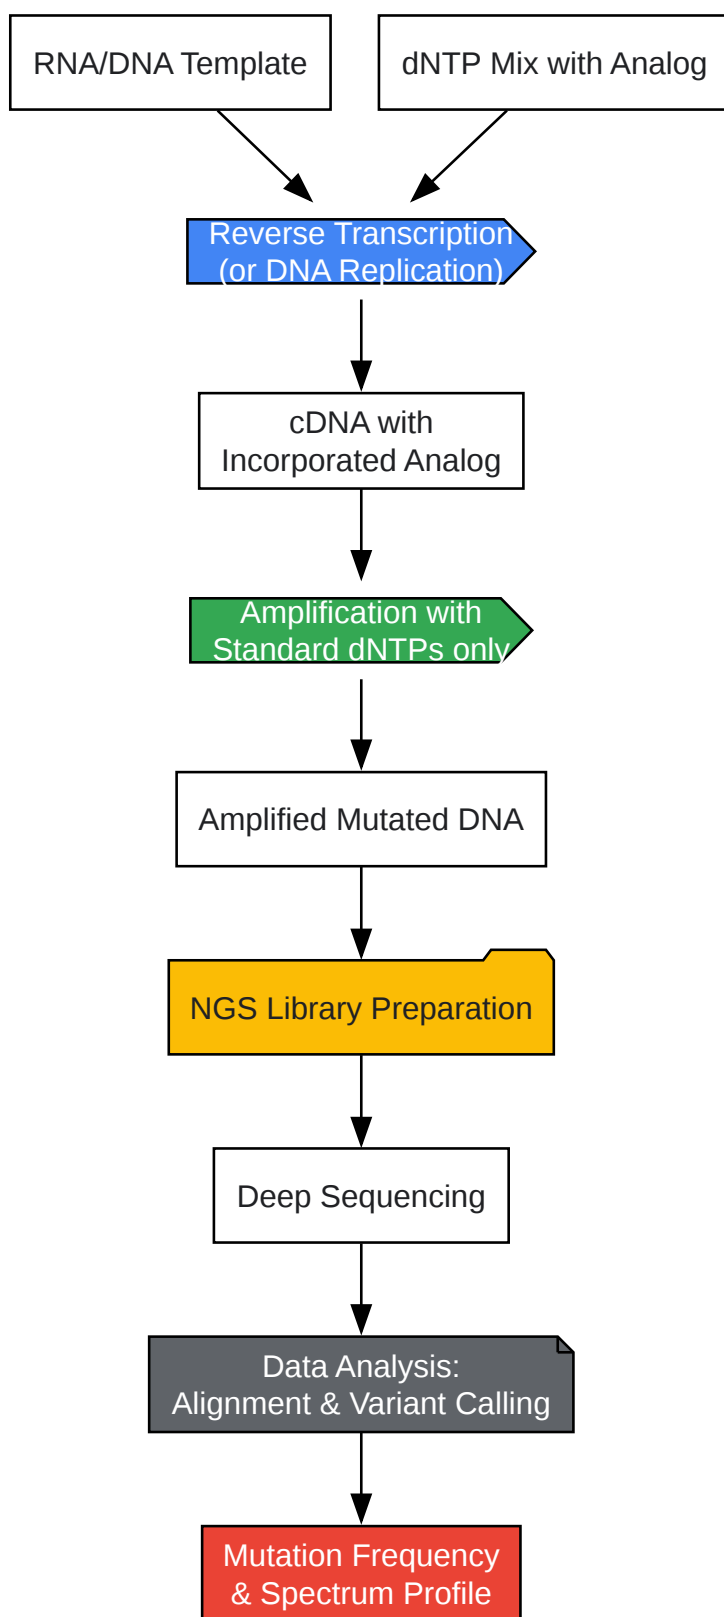 RNA/DNA Template
dNTP Mix with Analog
Reverse Transcription
(or DNA Replication)
cDNA with
Incorporated Analog
Amplification with
Standard dNTPs only
Amplified Mutated DNA
NGS Library Preparation
Deep Sequencing
Data Analysis:
Alignment & Variant Calling
Mutation Frequency
& Spectrum Profile